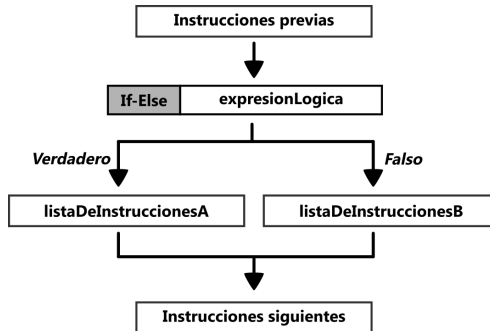 Instrucciones previas
If-Else expresionLogica
Verdadero Falso
listaDeInstruccionesA listaDeInstruccionesB
Instrucciones siguientes